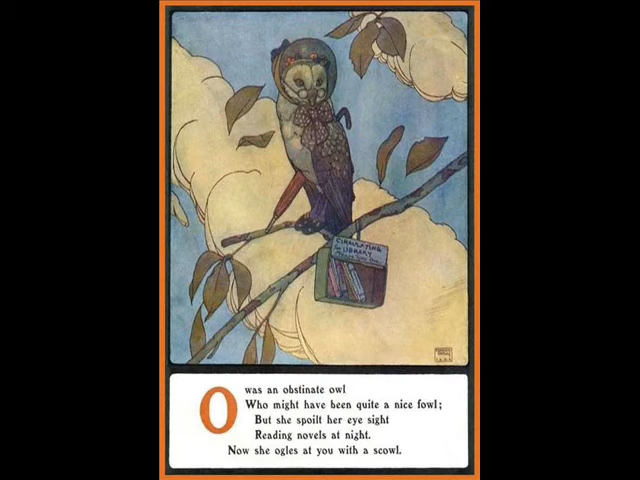 CIRCULATING
LIBRARY
O was an obstinate owl
Who might have been quite a nice fowl;
But she spoilt her eye sight
Reading novels at night.
Now she ogles at you with a scowl.